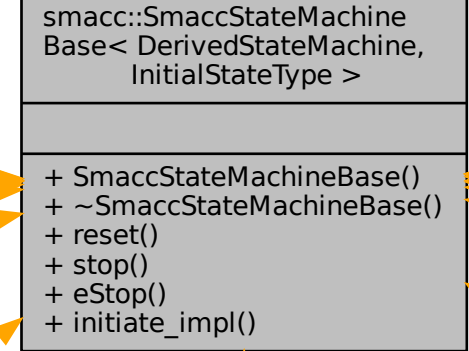 smacc::SmaccStateMachine
Base< DerivedStateMachine,
InitialStateType >
+ SmaccStateMachineBase()
+ ~SmaccStateMachineBase()
+ reset()
+ stop()
+ eStop()
+ initiate_impl()